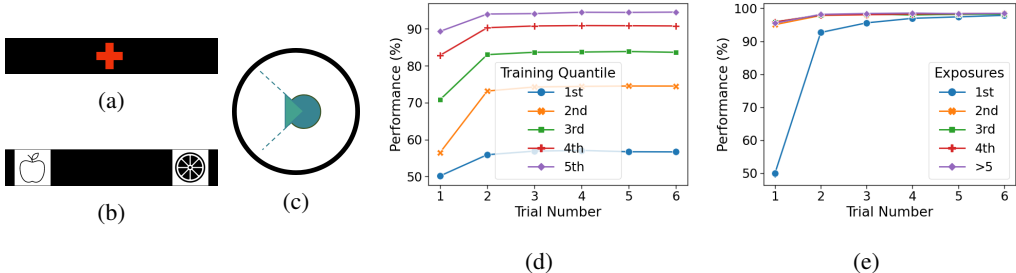 (a)
(b)
(c)
Performance (%)
90
80
70
60
50
Training Quantile
1st
2nd
3rd
4th
5th
1 2 3 4 5 6
Trial Number
(d)
Performance (%)
100
90
80
70
60
50
Exposures
1st
2nd
3rd
4th
>5
1 2 3 4 5 6
Trial Number
(e)